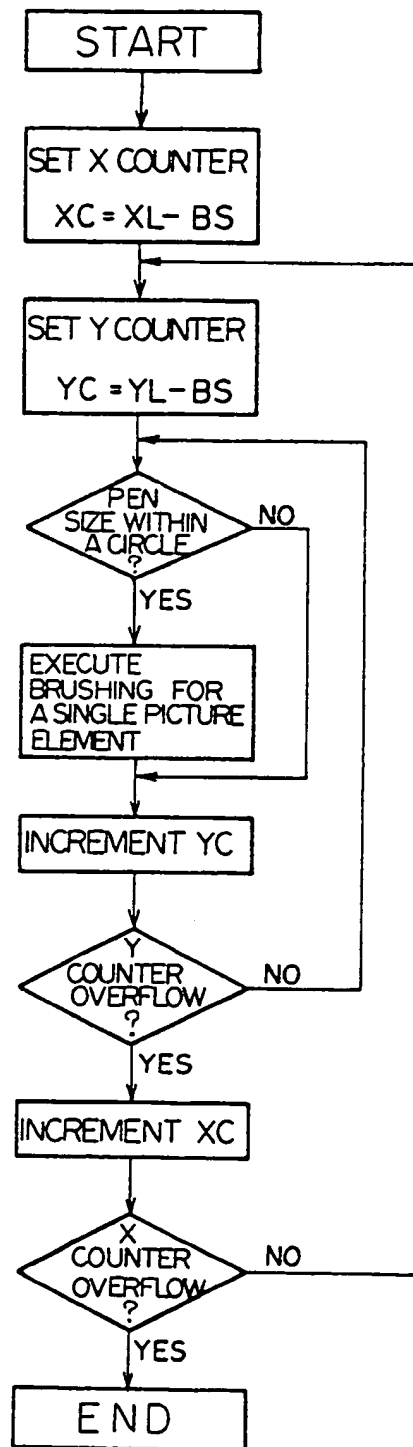 START
SET X COUNTER
XC = XL - BS
SET Y COUNTER
YC = YL - BS
PEN
SIZE WITHIN
A CIRCLE
?
NO
YES
EXECUTE
BRUSHING FOR
A SINGLE PICTURE
ELEMENT
INCREMENT YC
Y
COUNTER
OVERFLOW
?
NO
YES
INCREMENT XC
X
COUNTER
OVERFLOW
?
NO
YES
END